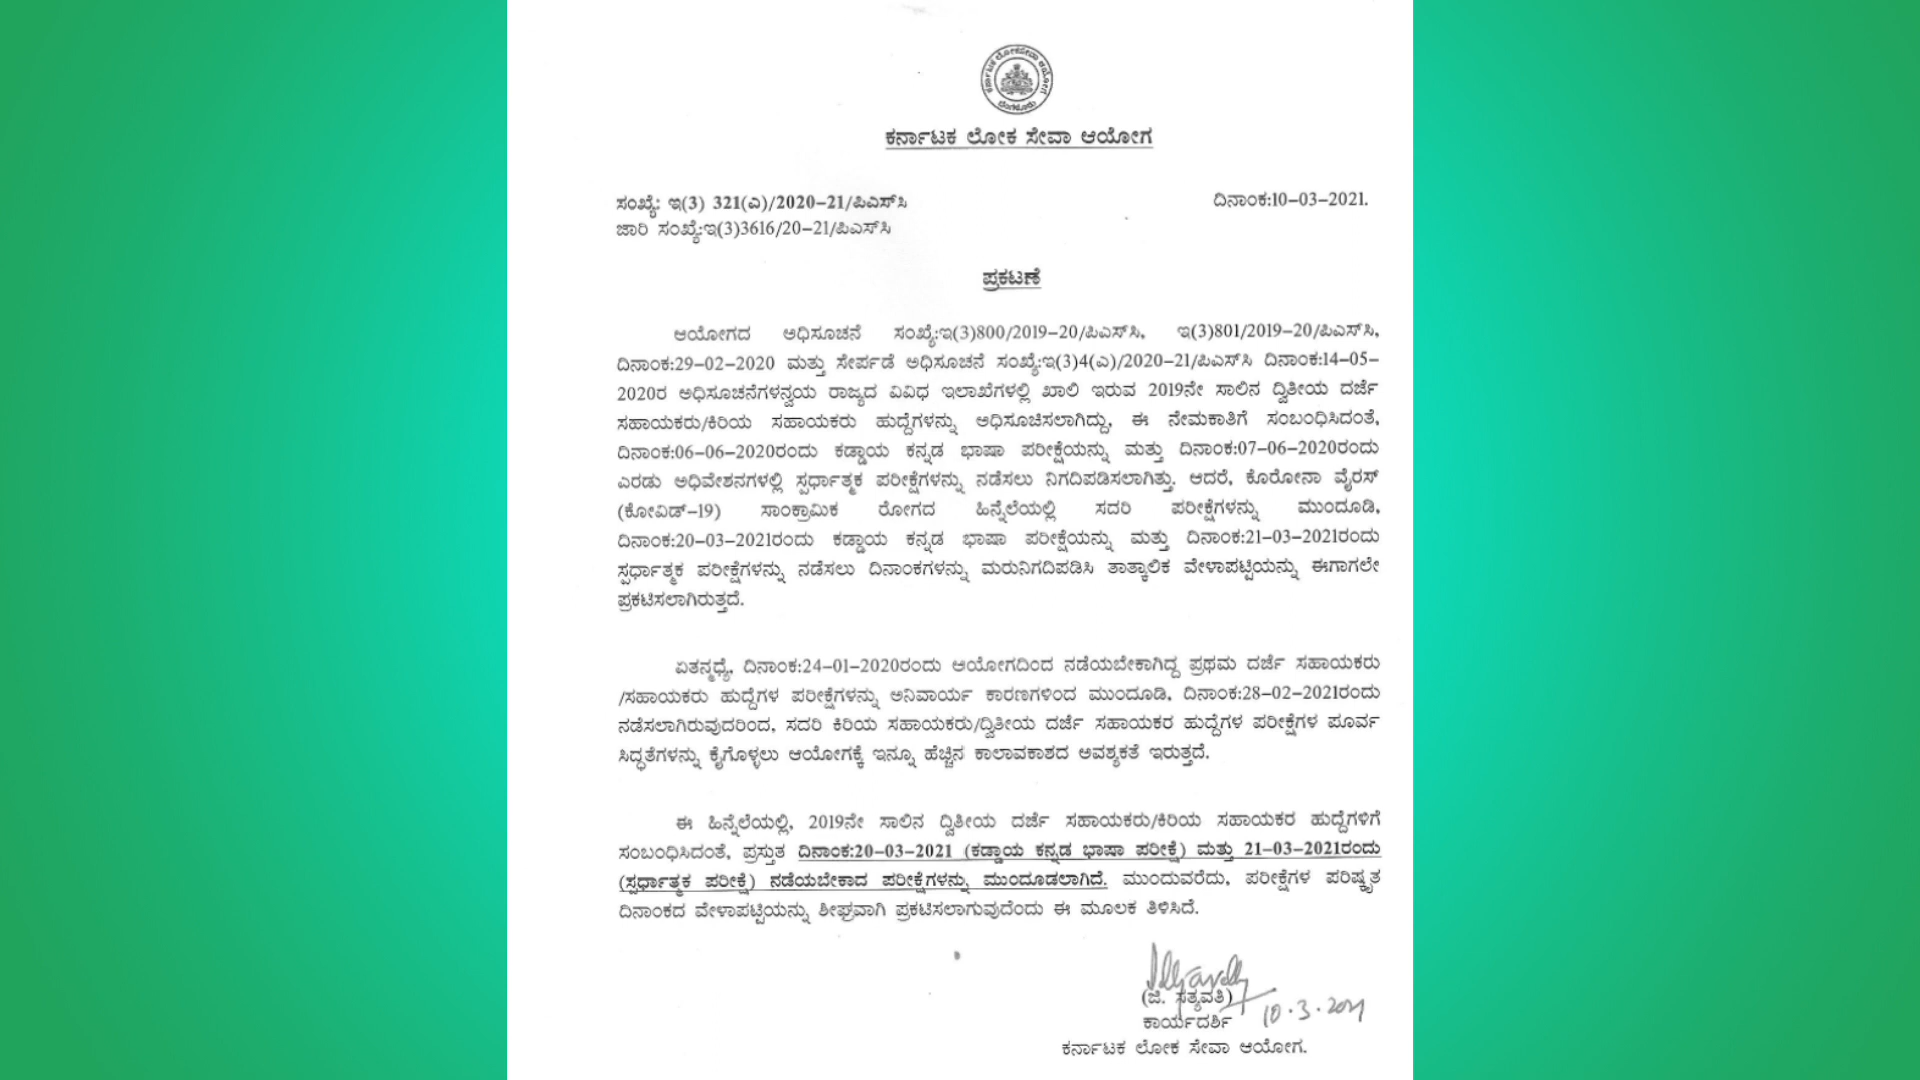 ಕರ್ನಾಟಕ ಲೋಕಸೇವಾ ಆಯೋಗ
ಬೆಂಗಳೂರು
ಕರ್ನಾಟಕ ಲೋಕ ಸೇವಾ ಆಯೋಗ
ಸಂಖ್ಯೆ: ಇ(3) 321(ಎ)/2020–21/ಪಿಎಸ್‌ಸಿ ದಿನಾಂಕ:10–03–2021.
ಜಾರಿ ಸಂಖ್ಯೆ:ಇ(3)3616/20–21/ಪಿಎಸ್‌ಸಿ
ಪ್ರಕಟಣೆ
ಆಯೋಗದ ಅಧಿಸೂಚನೆ ಸಂಖ್ಯೆ:ಇ(3)800/2019–20/ಪಿಎಸ್‌ಸಿ, ಇ(3)801/2019–20/ಪಿಎಸ್‌ಸಿ,
ದಿನಾಂಕ:29–02–2020 ಮತ್ತು ಸೇರ್ಪಡೆ ಅಧಿಸೂಚನೆ ಸಂಖ್ಯೆ:ಇ(3)4(ಎ)/2020–21/ಪಿಎಸ್‌ಸಿ ದಿನಾಂಕ:14–05–
2020ರ ಅಧಿಸೂಚನೆಗಳನ್ವಯ ರಾಜ್ಯದ ವಿವಿಧ ಇಲಾಖೆಗಳಲ್ಲಿ ಖಾಲಿ ಇರುವ 2019ನೇ ಸಾಲಿನ ದ್ವಿತೀಯ ದರ್ಜೆ
ಸಹಾಯಕರು/ಕಿರಿಯ ಸಹಾಯಕರು ಹುದ್ದೆಗಳನ್ನು ಅಧಿಸೂಚಿಸಲಾಗಿದ್ದು, ಈ ನೇಮಕಾತಿಗೆ ಸಂಬಂಧಿಸಿದಂತೆ,
ದಿನಾಂಕ:06–06–2020ರಂದು ಕಡ್ಡಾಯ ಕನ್ನಡ ಭಾಷಾ ಪರೀಕ್ಷೆಯನ್ನು ಮತ್ತು ದಿನಾಂಕ:07–06–2020ರಂದು
ಎರಡು ಅಧಿವೇಶನಗಳಲ್ಲಿ ಸ್ಪರ್ಧಾತ್ಮಕ ಪರೀಕ್ಷೆಗಳನ್ನು ನಡೆಸಲು ನಿಗದಿಪಡಿಸಲಾಗಿತ್ತು. ಆದರೆ, ಕೊರೋನಾ ವೈರಸ್
(ಕೋವಿಡ್–19) ಸಾಂಕ್ರಾಮಿಕ ರೋಗದ ಹಿನ್ನೆಲೆಯಲ್ಲಿ ಸದರಿ ಪರೀಕ್ಷೆಗಳನ್ನು ಮುಂದೂಡಿ,
ದಿನಾಂಕ:20–03–2021ರಂದು ಕಡ್ಡಾಯ ಕನ್ನಡ ಭಾಷಾ ಪರೀಕ್ಷೆಯನ್ನು ಮತ್ತು ದಿನಾಂಕ:21–03–2021ರಂದು
ಸ್ಪರ್ಧಾತ್ಮಕ ಪರೀಕ್ಷೆಗಳನ್ನು ನಡೆಸಲು ದಿನಾಂಕಗಳನ್ನು ಮರುನಿಗದಿಪಡಿಸಿ ತಾತ್ಕಾಲಿಕ ವೇಳಾಪಟ್ಟಿಯನ್ನು ಈಗಾಗಲೇ
ಪ್ರಕಟಿಸಲಾಗಿರುತ್ತದೆ.
ಏತನ್ಮಧ್ಯೆ, ದಿನಾಂಕ:24–01–2020ರಂದು ಆಯೋಗದಿಂದ ನಡೆಯಬೇಕಾಗಿದ್ದ ಪ್ರಥಮ ದರ್ಜೆ ಸಹಾಯಕರು
/ಸಹಾಯಕರು ಹುದ್ದೆಗಳ ಪರೀಕ್ಷೆಗಳನ್ನು ಅನಿವಾರ್ಯ ಕಾರಣಗಳಿಂದ ಮುಂದೂಡಿ, ದಿನಾಂಕ:28–02–2021ರಂದು
ನಡೆಸಲಾಗಿರುವುದರಿಂದ, ಸದರಿ ಕಿರಿಯ ಸಹಾಯಕರು/ದ್ವಿತೀಯ ದರ್ಜೆ ಸಹಾಯಕರ ಹುದ್ದೆಗಳ ಪರೀಕ್ಷೆಗಳ ಪೂರ್ವ
ಸಿದ್ಧತೆಗಳನ್ನು ಕೈಗೊಳ್ಳಲು ಆಯೋಗಕ್ಕೆ ಇನ್ನೂ ಹೆಚ್ಚಿನ ಕಾಲಾವಕಾಶದ ಅವಶ್ಯಕತೆ ಇರುತ್ತದೆ.
ಈ ಹಿನ್ನೆಲೆಯಲ್ಲಿ, 2019ನೇ ಸಾಲಿನ ದ್ವಿತೀಯ ದರ್ಜೆ ಸಹಾಯಕರು/ಕಿರಿಯ ಸಹಾಯಕರ ಹುದ್ದೆಗಳಿಗೆ
ಸಂಬಂಧಿಸಿದಂತೆ, ಪ್ರಸ್ತುತ ದಿನಾಂಕ:20–03–2021 (ಕಡ್ಡಾಯ ಕನ್ನಡ ಭಾಷಾ ಪರೀಕ್ಷೆ) ಮತ್ತು 21–03–2021ರಂದು
(ಸ್ಪರ್ಧಾತ್ಮಕ ಪರೀಕ್ಷೆ) ನಡೆಯಬೇಕಾದ ಪರೀಕ್ಷೆಗಳನ್ನು ಮುಂದೂಡಲಾಗಿದೆ. ಮುಂದುವರೆದು, ಪರೀಕ್ಷೆಗಳ ಪರಿಷ್ಕೃತ
ದಿನಾಂಕದ ವೇಳಾಪಟ್ಟಿಯನ್ನು ಶೀಘ್ರವಾಗಿ ಪ್ರಕಟಿಸಲಾಗುವುದೆಂದು ಈ ಮೂಲಕ ತಿಳಿಸಿದೆ.
(ಜಿ. ಸತ್ಯವತಿ)
10.3.2021
ಕಾರ್ಯದರ್ಶಿ
ಕರ್ನಾಟಕ ಲೋಕ ಸೇವಾ ಆಯೋಗ.